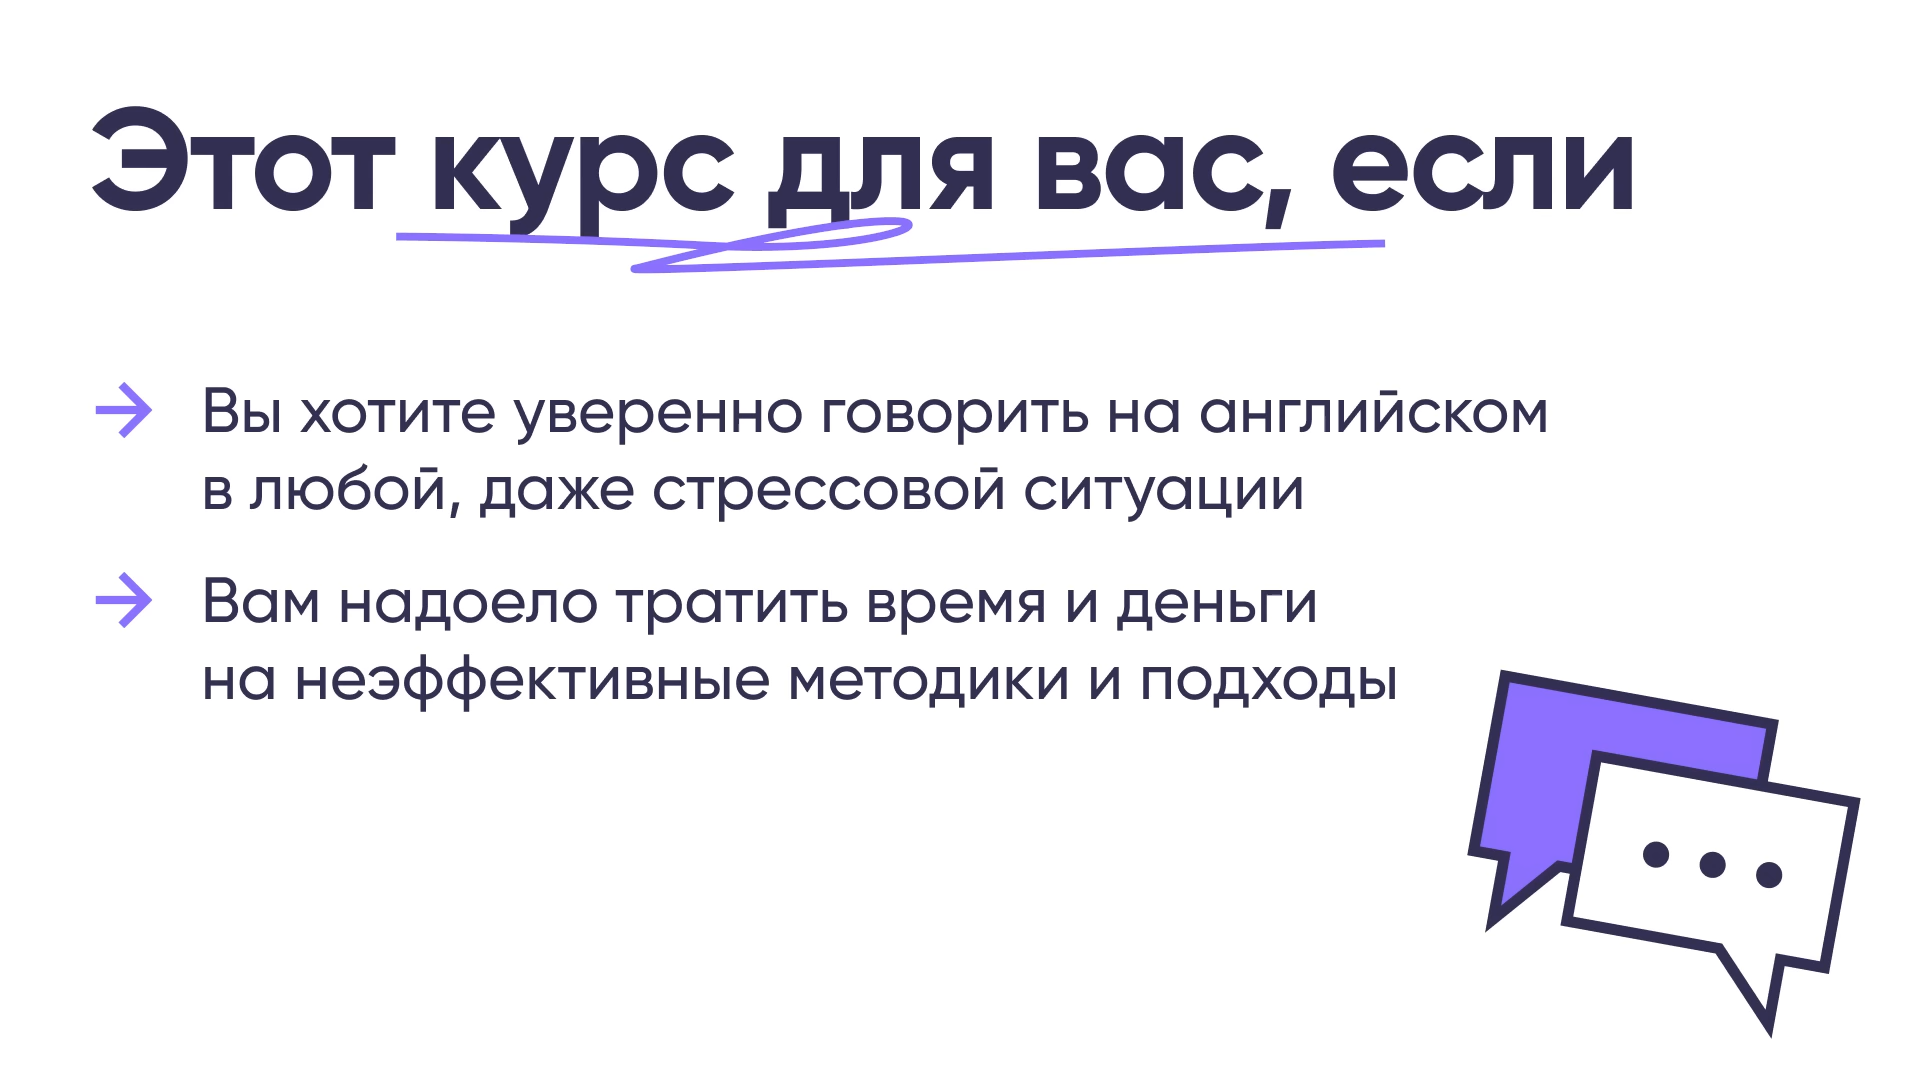 Этот курс для вас, если
Вы хотите уверенно говорить на английском
в любой, даже стрессовой ситуации
Вам надоело тратить время и деньги
на неэффективные методики и подходы